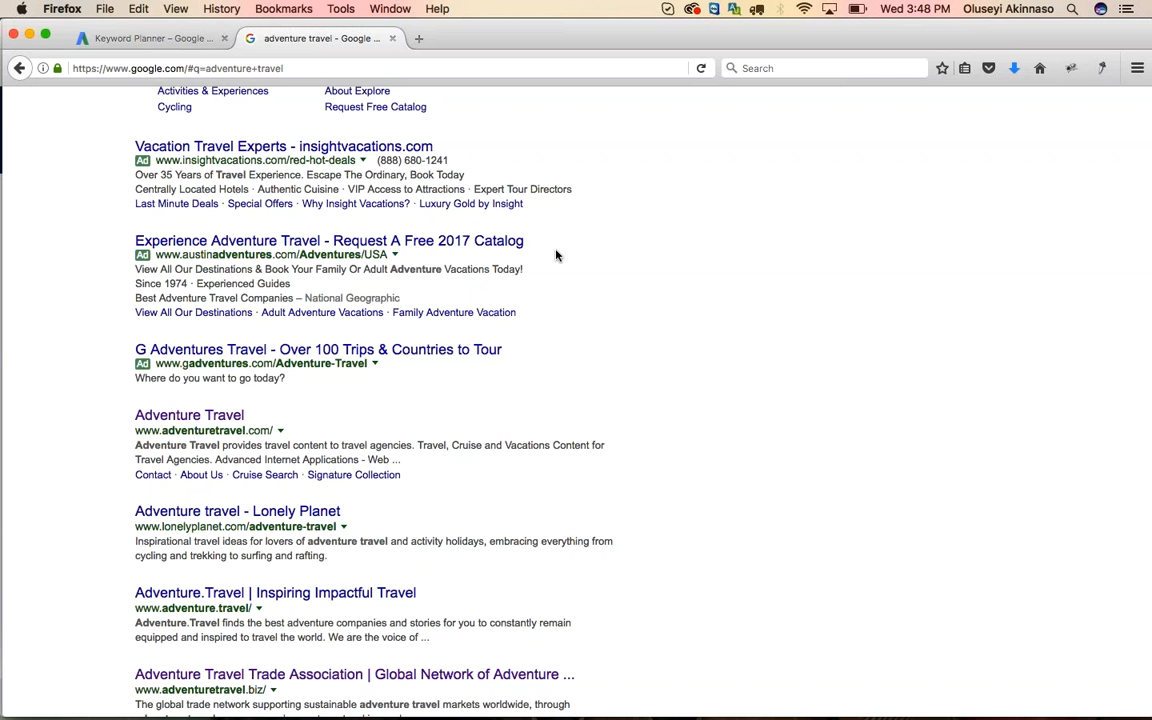 Firefox File Edit View History Bookmarks Tools Window Help Wed 3:48 PM Oluseyi Akinnaso
Keyword Planner – Google ... × adventure travel - Google ... × +
https://www.google.com/#q=adventure+travel Search
Activities & Experiences About Explore
Cycling Request Free Catalog
Vacation Travel Experts - insightvacations.com
Ad www.insightvacations.com/red-hot-deals (888) 680-1241
Over 35 Years of Travel Experience. Escape The Ordinary, Book Today
Centrally Located Hotels · Authentic Cuisine · VIP Access to Attractions · Expert Tour Directors
Last Minute Deals · Special Offers · Why Insight Vacations? · Luxury Gold by Insight
Experience Adventure Travel - Request A Free 2017 Catalog
Ad www.austinadventures.com/Adventures/USA
View All Our Destinations & Book Your Family Or Adult Adventure Vacations Today!
Since 1974 · Experienced Guides
Best Adventure Travel Companies – National Geographic
View All Our Destinations · Adult Adventure Vacations · Family Adventure Vacation
G Adventures Travel - Over 100 Trips & Countries to Tour
Ad www.gadventures.com/Adventure-Travel
Where do you want to go today?
Adventure Travel
www.adventuretravel.com/
Adventure Travel provides travel content to travel agencies. Travel, Cruise and Vacations Content for
Travel Agencies. Advanced Internet Applications - Web ...
Contact · About Us · Cruise Search · Signature Collection
Adventure travel - Lonely Planet
www.lonelyplanet.com/adventure-travel
Inspirational travel ideas for lovers of adventure travel and activity holidays, embracing everything from
cycling and trekking to surfing and rafting.
Adventure.Travel | Inspiring Impactful Travel
www.adventure.travel/
Adventure.Travel finds the best adventure companies and stories for you to constantly remain
equipped and inspired to travel the world. We are the voice of ...
Adventure Travel Trade Association | Global Network of Adventure ...
www.adventuretravel.biz/
The global trade network supporting sustainable adventure travel markets worldwide, through